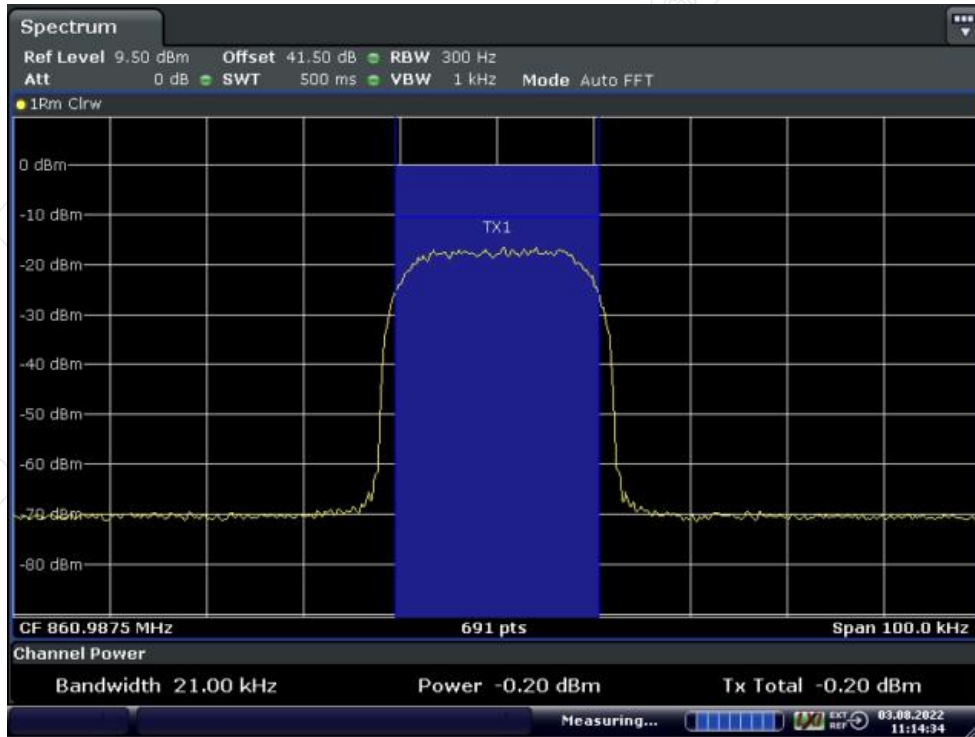 Spectrum
Ref Level 9.50 dBm Offset 41.50 dB RBW 300 Hz
Att 0 dB SWT 500 ms VBW 1 kHz Mode Auto FFT
1Rm Clrw
0 dBm
-10 dBm
TX1
-20 dBm
-30 dBm
-40 dBm
-50 dBm
-60 dBm
-70 dBm
-80 dBm
CF 860.9875 MHz 691 pts Span 100.0 kHz
Channel Power
Bandwidth 21.00 kHz Power -0.20 dBm Tx Total -0.20 dBm
Measuring... EXT REF 03.08.2022
11:14:34